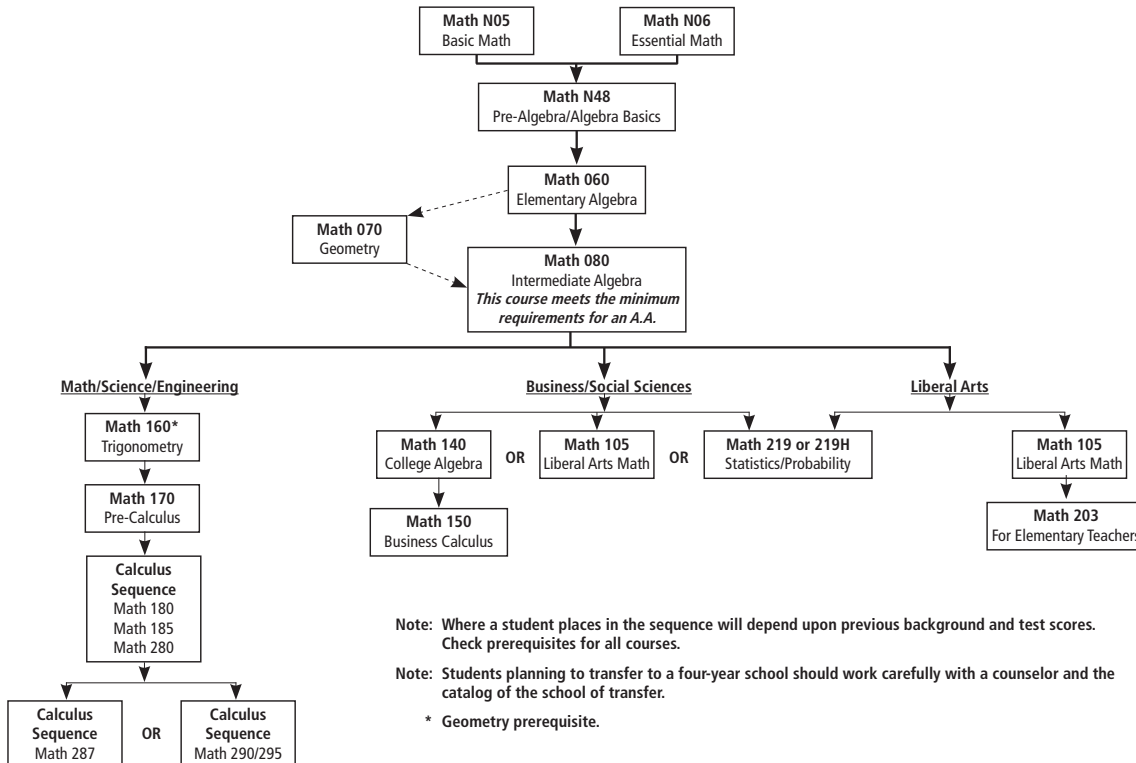 Math N05
Basic Math
Math N06
Essential Math
Math N48
Pre-Algebra/Algebra Basics
Math 060
Elementary Algebra
Math 070
Geometry
Math 080
Intermediate Algebra
This course meets the minimum
requirements for an A.A.
Math/Science/Engineering
Business/Social Sciences
Liberal Arts
Math 160*
Trigonometry
Math 170
Pre-Calculus
Calculus
Sequence
Math 180
Math 185
Math 280
Calculus
Sequence
Math 287
OR
Calculus
Sequence
Math 290/295
Math 140
College Algebra
OR
Math 105
Liberal Arts Math
OR
Math 219 or 219H
Statistics/Probability
Math 150
Business Calculus
Math 105
Liberal Arts Math
Math 203
For Elementary Teachers
Note: Where a student places in the sequence will depend upon previous background and test scores.
Check prerequisites for all courses.
Note: Students planning to transfer to a four-year school should work carefully with a counselor and the
catalog of the school of transfer.
* Geometry prerequisite.